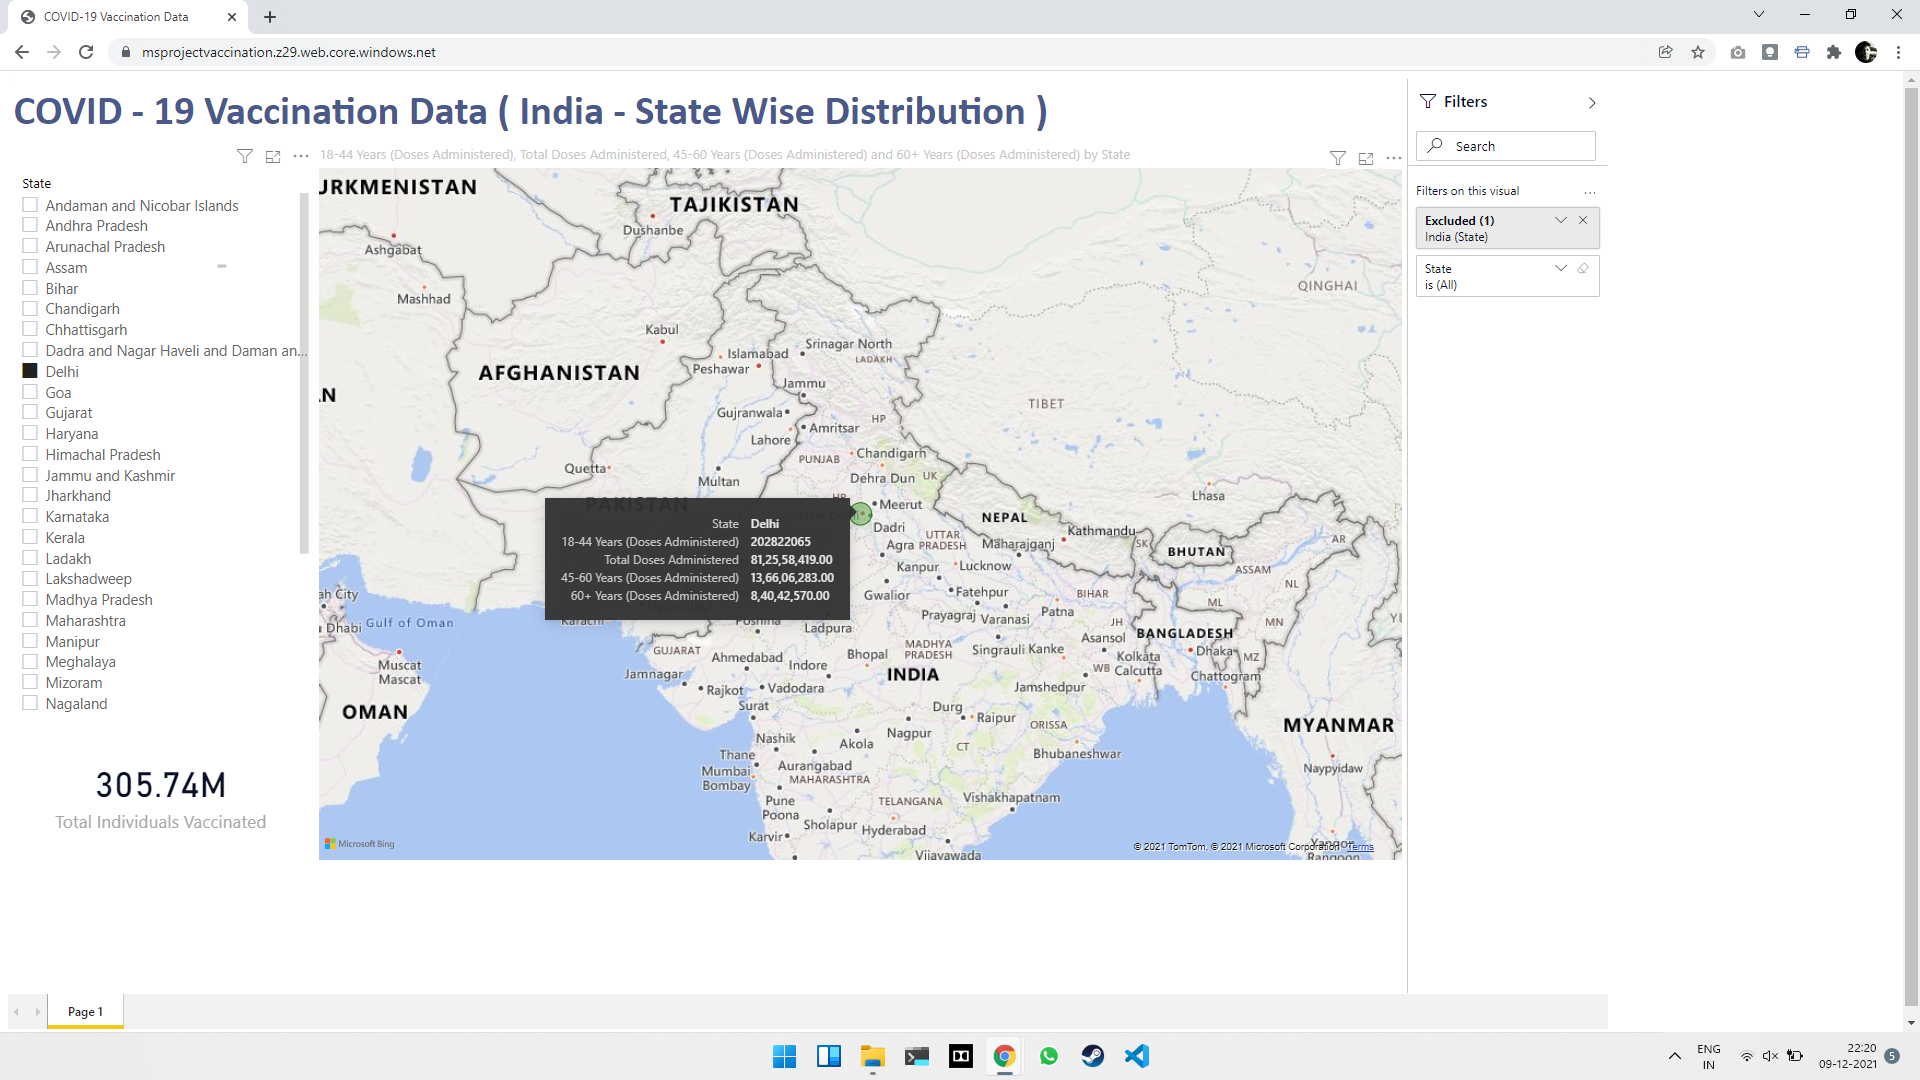 COVID-19 Vaccination Data
msprojectvaccination.z29.web.core.windows.net
COVID - 19 Vaccination Data ( India - State Wise Distribution )
State
Andaman and Nicobar Islands
Andhra Pradesh
Arunachal Pradesh
Assam
Bihar
Chandigarh
Chhattisgarh
Dadra and Nagar Haveli and Daman an...
Delhi
Goa
Gujarat
Haryana
Himachal Pradesh
Jammu and Kashmir
Jharkhand
Karnataka
Kerala
Ladakh
Lakshadweep
Madhya Pradesh
Maharashtra
Manipur
Meghalaya
Mizoram
Nagaland
305.74M
Total Individuals Vaccinated
18-44 Years (Doses Administered), Total Doses Administered, 45-60 Years (Doses Administered) and 60+ Years (Doses Administered) by State
URKMENISTAN
TAJIKISTAN
Dushanbe
Ashgabat
Mashhad
QINGHAI
Kabul
Islamabad
Srinagar North
LADAKH
Peshawar
AFGHANISTAN
Jammu
AN
TIBET
Gujranwala
HP
Amritsar
Lahore
PUNJAB
Chandigarh
Quetta
Multan
Dehra Dun
UK
Lhasa
PAKISTAN
HR
Meerut
New Delhi
Dadri
NEPAL
Kathmandu
SK
BHUTAN
AR
Agra
UTTAR
PRADESH
Maharajganj
ASSAM
NL
Kanpur
Lucknow
Gwalior
Fatehpur
BIHAR
ML
Prayagraj
Varanasi
Patna
MN
State Delhi
18-44 Years (Doses Administered) 202822065
Total Doses Administered 81,25,58,419.00
45-60 Years (Doses Administered) 13,66,06,283.00
60+ Years (Doses Administered) 8,40,42,570.00
ah City
Dhabi
Gulf of Oman
Karachi
Ladpura
JH
Asansol
BANGLADESH
YU
GUJARAT
Ahmedabad
Indore
Bhopal
MADHYA
PRADESH
Singrauli
Kanke
WB
Kolkata
Calcutta
Dhaka
MZ
Chattogram
Muscat
Mascat
Jamnagar
Rajkot
Vadodara
INDIA
Jamshedpur
OMAN
Surat
Durg
Raipur
ORISSA
MYANMAR
Nashik
Akola
Nagpur
CT
Bhubaneshwar
Thane
Mumbai
Bombay
Aurangabad
MAHARASHTRA
Naypyidaw
Pune
Poona
TELANGANA
Vishakhapatnam
Sholapur
Hyderabad
Karvir
Vijayawada
Yangon
Rangoon
Microsoft Bing
© 2021 TomTom, © 2021 Microsoft Corporation Terms
Filters
Search
Filters on this visual
...
Excluded (1)
India (State)
State
is (All)
Page 1
ENG
IN
22:20
09-12-2021
5